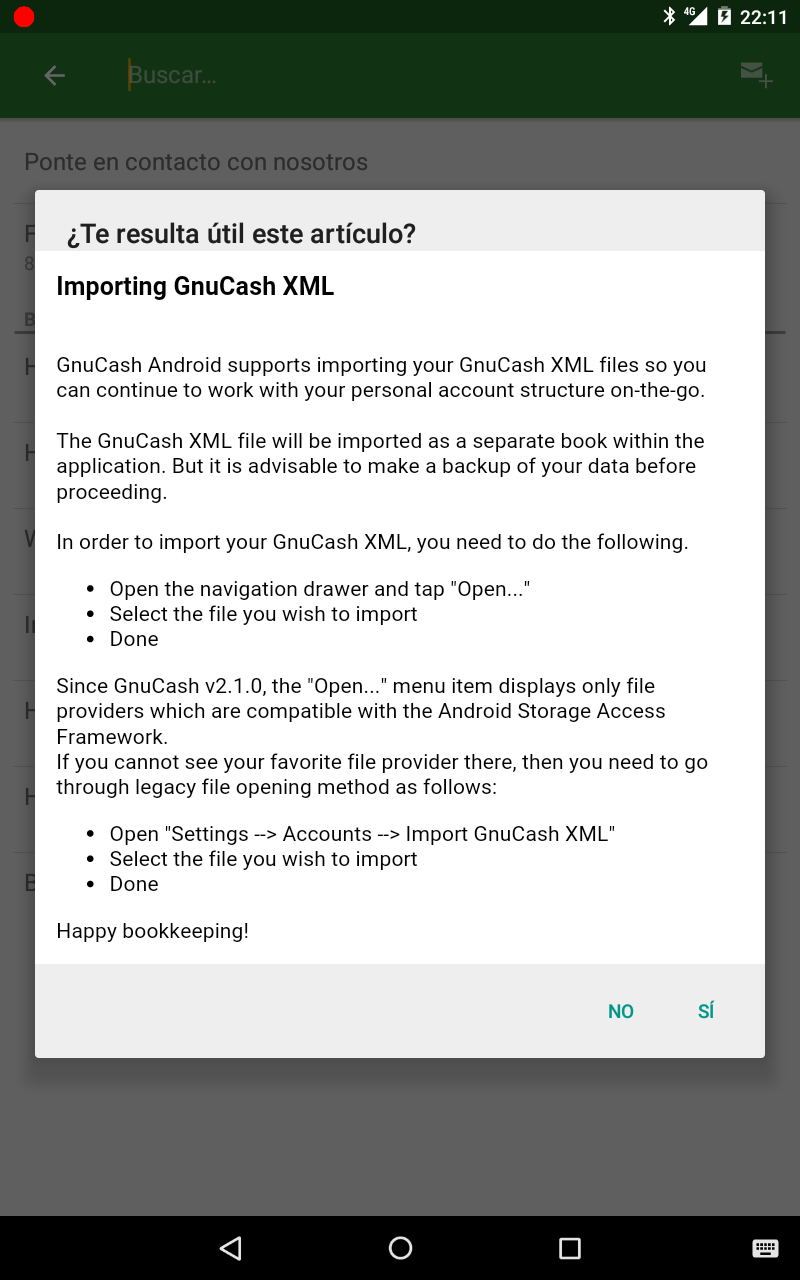 4G 22:11
Buscar...
Ponte en contacto con nosotros
¿Te resulta útil este artículo?
Importing GnuCash XML
GnuCash Android supports importing your GnuCash XML files so you
can continue to work with your personal account structure on-the-go.
The GnuCash XML file will be imported as a separate book within the
application. But it is advisable to make a backup of your data before
proceeding.
In order to import your GnuCash XML, you need to do the following.
• Open the navigation drawer and tap "Open..."
• Select the file you wish to import
• Done
Since GnuCash v2.1.0, the "Open..." menu item displays only file
providers which are compatible with the Android Storage Access
Framework.
If you cannot see your favorite file provider there, then you need to go
through legacy file opening method as follows:
• Open "Settings --> Accounts --> Import GnuCash XML"
• Select the file you wish to import
• Done
Happy bookkeeping!
NO SÍ